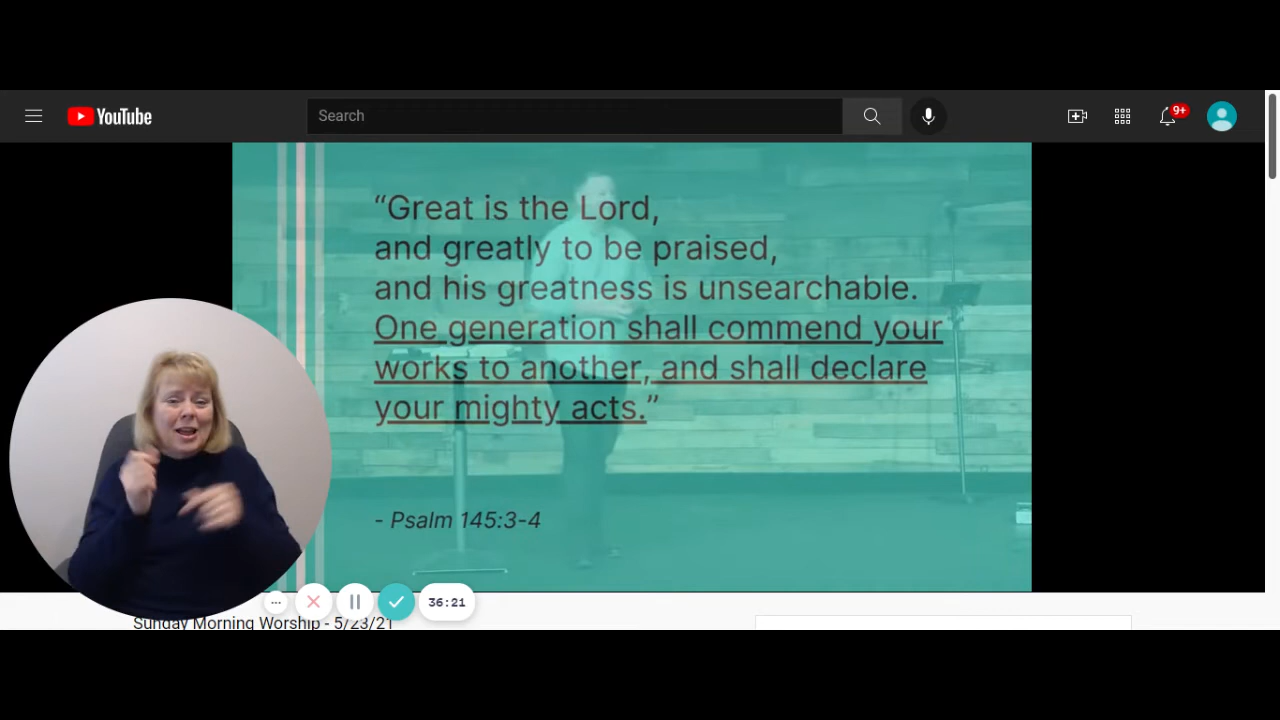 YouTube
Search
9+
“Great is the Lord,
and greatly to be praised,
and his greatness is unsearchable.
One generation shall commend your
works to another, and shall declare
your mighty acts.”
- Psalm 145:3-4
36:21
Sunday Morning Worship - 5/23/21